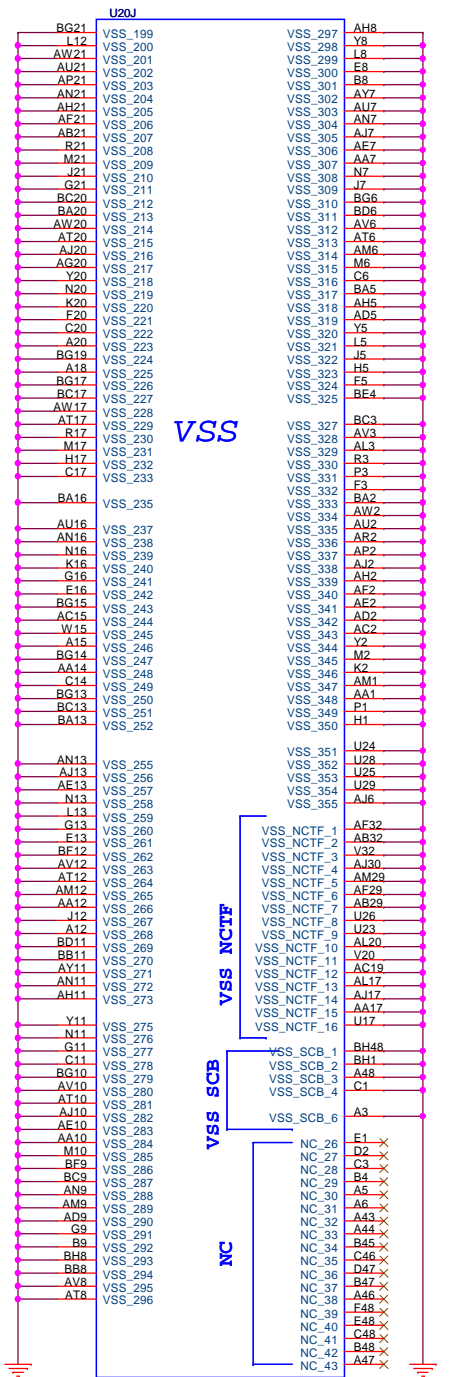 U20J
BG21 VSS_199
L12 VSS_200
AW21 VSS_201
AU21 VSS_202
AP21 VSS_203
AN21 VSS_204
AH21 VSS_205
AF21 VSS_206
AB21 VSS_207
R21 VSS_208
M21 VSS_209
J21 VSS_210
G21 VSS_211
BC20 VSS_212
BA20 VSS_213
AW20 VSS_214
AT20 VSS_215
AJ20 VSS_216
AG20 VSS_217
Y20 VSS_218
N20 VSS_219
K20 VSS_220
F20 VSS_221
C20 VSS_222
A20 VSS_223
BG19 VSS_224
A18 VSS_225
BG17 VSS_226
BC17 VSS_227
AW17 VSS_228
AT17 VSS_229
R17 VSS_230
M17 VSS_231
H17 VSS_232
C17 VSS_233
BA16 VSS_235
AU16 VSS_237
AN16 VSS_238
N16 VSS_239
K16 VSS_240
G16 VSS_241
E16 VSS_242
BG15 VSS_243
AC15 VSS_244
W15 VSS_245
A15 VSS_246
BG14 VSS_247
AA14 VSS_248
C14 VSS_249
BG13 VSS_250
BC13 VSS_251
BA13 VSS_252
AN13 VSS_255
AJ13 VSS_256
AE13 VSS_257
N13 VSS_258
L13 VSS_259
G13 VSS_260
E13 VSS_261
BF12 VSS_262
AV12 VSS_263
AT12 VSS_264
AM12 VSS_265
AA12 VSS_266
J12 VSS_267
A12 VSS_268
BD11 VSS_269
BB11 VSS_270
AY11 VSS_271
AN11 VSS_272
AH11 VSS_273
Y11 VSS_275
N11 VSS_276
G11 VSS_277
C11 VSS_278
BG10 VSS_279
AV10 VSS_280
AT10 VSS_281
AJ10 VSS_282
AE10 VSS_283
AA10 VSS_284
M10 VSS_285
BF9 VSS_286
BC9 VSS_287
AN9 VSS_288
AM9 VSS_289
AD9 VSS_290
G9 VSS_291
B9 VSS_292
BH8 VSS_293
BB8 VSS_294
AV8 VSS_295
AT8 VSS_296
VSS
VSS NCTF
VSS SCB
NC
VSS_297 AH8
VSS_298 Y8
VSS_299 L8
VSS_300 E8
VSS_301 B8
VSS_302 AY7
VSS_303 AU7
VSS_304 AN7
VSS_305 AJ7
VSS_306 AE7
VSS_307 AA7
VSS_308 N7
VSS_309 J7
VSS_310 BG6
VSS_311 BD6
VSS_312 AV6
VSS_313 AT6
VSS_314 AM6
VSS_315 M6
VSS_316 C6
VSS_317 BA5
VSS_318 AH5
VSS_319 AD5
VSS_320 Y5
VSS_321 L5
VSS_322 J5
VSS_323 H5
VSS_324 F5
VSS_325 BE4
VSS_327 BC3
VSS_328 AV3
VSS_329 AL3
VSS_330 R3
VSS_331 P3
VSS_332 F3
VSS_333 BA2
VSS_334 AW2
VSS_335 AU2
VSS_336 AR2
VSS_337 AP2
VSS_338 AJ2
VSS_339 AH2
VSS_340 AF2
VSS_341 AE2
VSS_342 AD2
VSS_343 AC2
VSS_344 Y2
VSS_345 M2
VSS_346 K2
VSS_347 AM1
VSS_348 AA1
VSS_349 P1
VSS_350 H1
VSS_351 U24
VSS_352 U28
VSS_353 U25
VSS_354 U29
VSS_355 AJ6
VSS_NCTF_1 AF32
VSS_NCTF_2 AB32
VSS_NCTF_3 V32
VSS_NCTF_4 AJ30
VSS_NCTF_5 AM29
VSS_NCTF_6 AF29
VSS_NCTF_7 AB29
VSS_NCTF_8 U26
VSS_NCTF_9 U23
VSS_NCTF_10 AL20
VSS_NCTF_11 V20
VSS_NCTF_12 AC19
VSS_NCTF_13 AL17
VSS_NCTF_14 AJ17
VSS_NCTF_15 AA17
VSS_NCTF_16 U17
VSS_SCB_1 BH48
VSS_SCB_2 BH1
VSS_SCB_3 A48
VSS_SCB_4 C1
VSS_SCB_6 A3
NC_26 E1
NC_27 D2
NC_28 C3
NC_29 B4
NC_30 A5
NC_31 A6
NC_32 A43
NC_33 A44
NC_34 B45
NC_35 C46
NC_36 D47
NC_37 B47
NC_38 A46
NC_39 F48
NC_40 E48
NC_41 C48
NC_42 B48
NC_43 A47